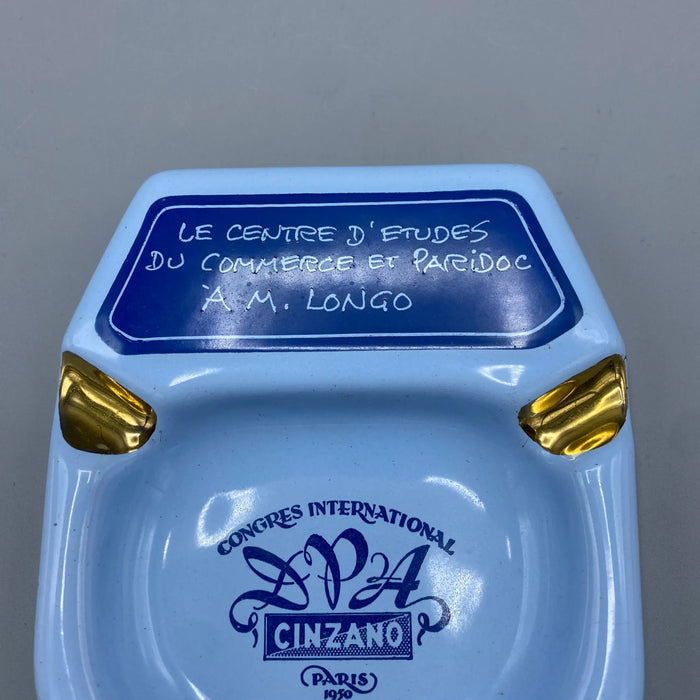 LE CENTRE D'ETUDES
DU COMMERCE ET PARIDOC
À M. LONGO
CONGRES INTERNATIONAL
DPA
CINZANO
PARIS
1950